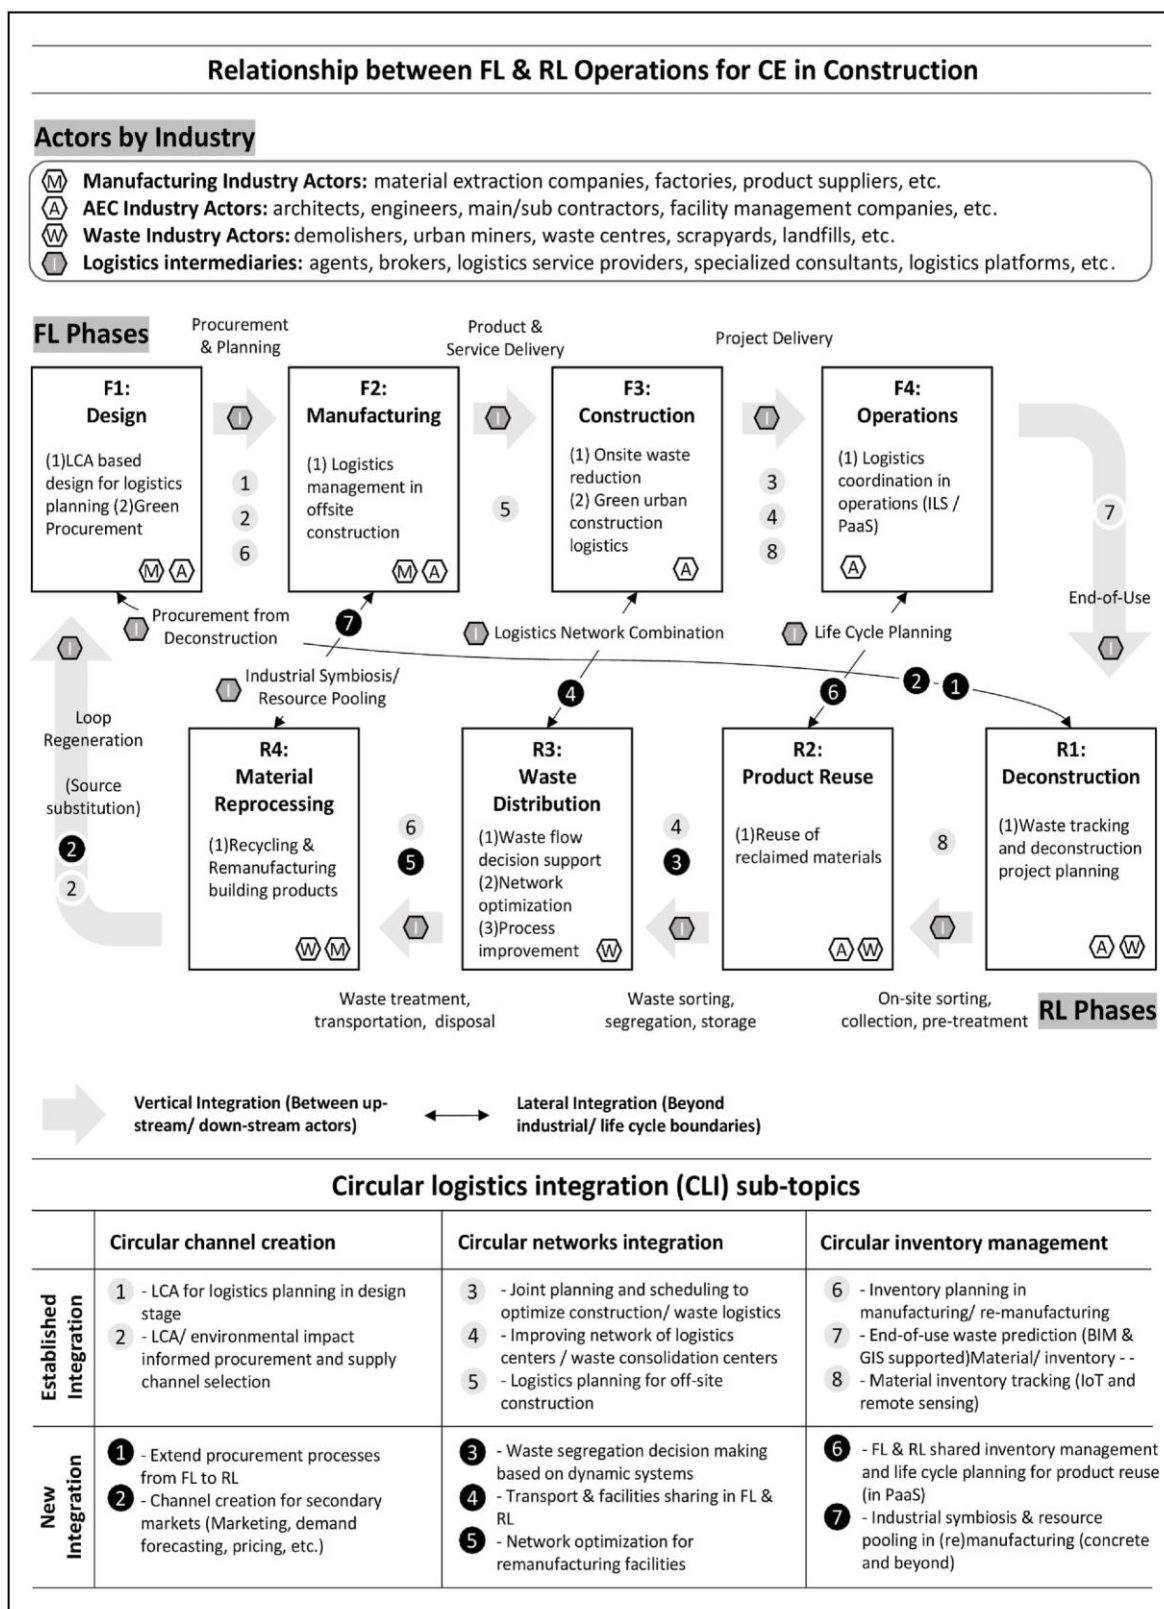 Relationship between FL & RL Operations for CE in Construction
Actors by Industry
M Manufacturing Industry Actors: material extraction companies, factories, product suppliers, etc.
A AEC Industry Actors: architects, engineers, main/sub contractors, facility management companies, etc.
W Waste Industry Actors: demolishers, urban miners, waste centres, scrapyards, landfills, etc.
I Logistics intermediaries: agents, brokers, logistics service providers, specialized consultants, logistics platforms, etc.
FL Phases
Procurement
& Planning
Product &
Service Delivery
Project Delivery
F1:
Design
(1)LCA based
design for logistics
planning (2)Green
Procurement
M A
I
1
2
6
F2:
Manufacturing
(1) Logistics
management in
offsite
construction
M A
I
5
F3:
Construction
(1) Onsite waste
reduction
(2) Green urban
construction
logistics
A
I
3
4
8
F4:
Operations
(1) Logistics
coordination in
operations (ILS /
PaaS)
A
7
End-of-Use
I
I
I Procurement from
Deconstruction
7
I Industrial Symbiosis/
Resource Pooling
I Logistics Network Combination
4
I Life Cycle Planning
6
2 1
Loop
Regeneration
(Source
substitution)
2
2
R4:
Material
Reprocessing
(1)Recycling &
Remanufacturing
building products
W M
6
5
I
R3:
Waste
Distribution
(1)Waste flow
decision support
(2)Network
optimization
(3)Process
improvement
W
4
3
I
R2:
Product Reuse
(1)Reuse of
reclaimed materials
A W
8
I
R1:
Deconstruction
(1)Waste tracking
and deconstruction
project planning
A W
Waste treatment,
transportation, disposal
Waste sorting,
segregation, storage
On-site sorting,
collection, pre-treatment
RL Phases
Vertical Integration (Between up-
stream/ down-stream actors)
Lateral Integration (Beyond
industrial/ life cycle boundaries)
Circular logistics integration (CLI) sub-topics
Circular channel creation
Circular networks integration
Circular inventory management
Established
Integration
1 - LCA for logistics planning in design
stage
2 - LCA/ environmental impact
informed procurement and supply
channel selection
3 - Joint planning and scheduling to
optimize construction/ waste logistics
4 - Improving network of logistics
centers / waste consolidation centers
5 - Logistics planning for off-site
construction
6 - Inventory planning in
manufacturing/ re-manufacturing
7 - End-of-use waste prediction (BIM &
GIS supported)Material/ inventory - -
8 - Material inventory tracking (IoT and
remote sensing)
New
Integration
1 - Extend procurement processes
from FL to RL
2 - Channel creation for secondary
markets (Marketing, demand
forecasting, pricing, etc.)
3 - Waste segregation decision making
based on dynamic systems
4 - Transport & facilities sharing in FL &
RL
5 - Network optimization for
remanufacturing facilities
6 - FL & RL shared inventory management
and life cycle planning for product reuse
(in PaaS)
7 - Industrial symbiosis & resource
pooling in (re)manufacturing (concrete
and beyond)